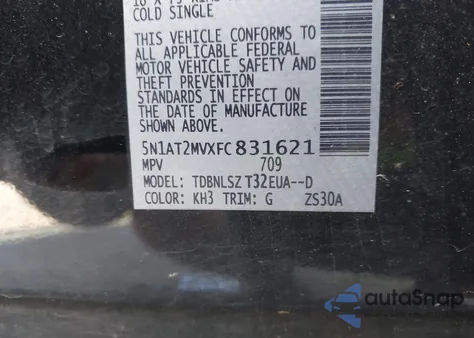 COLD SINGLE
THIS VEHICLE CONFORMS TO
ALL APPLICABLE FEDERAL
MOTOR VEHICLE SAFETY AND
THEFT PREVENTION
STANDARDS IN EFFECT ON
THE DATE OF MANUFACTURE
SHOWN ABOVE.
5N1AT2MVXFC831621
MPV 709
MODEL: TDBNLSZ T32EUA--D
COLOR: KH3 TRIM: G ZS30A
autoSnap